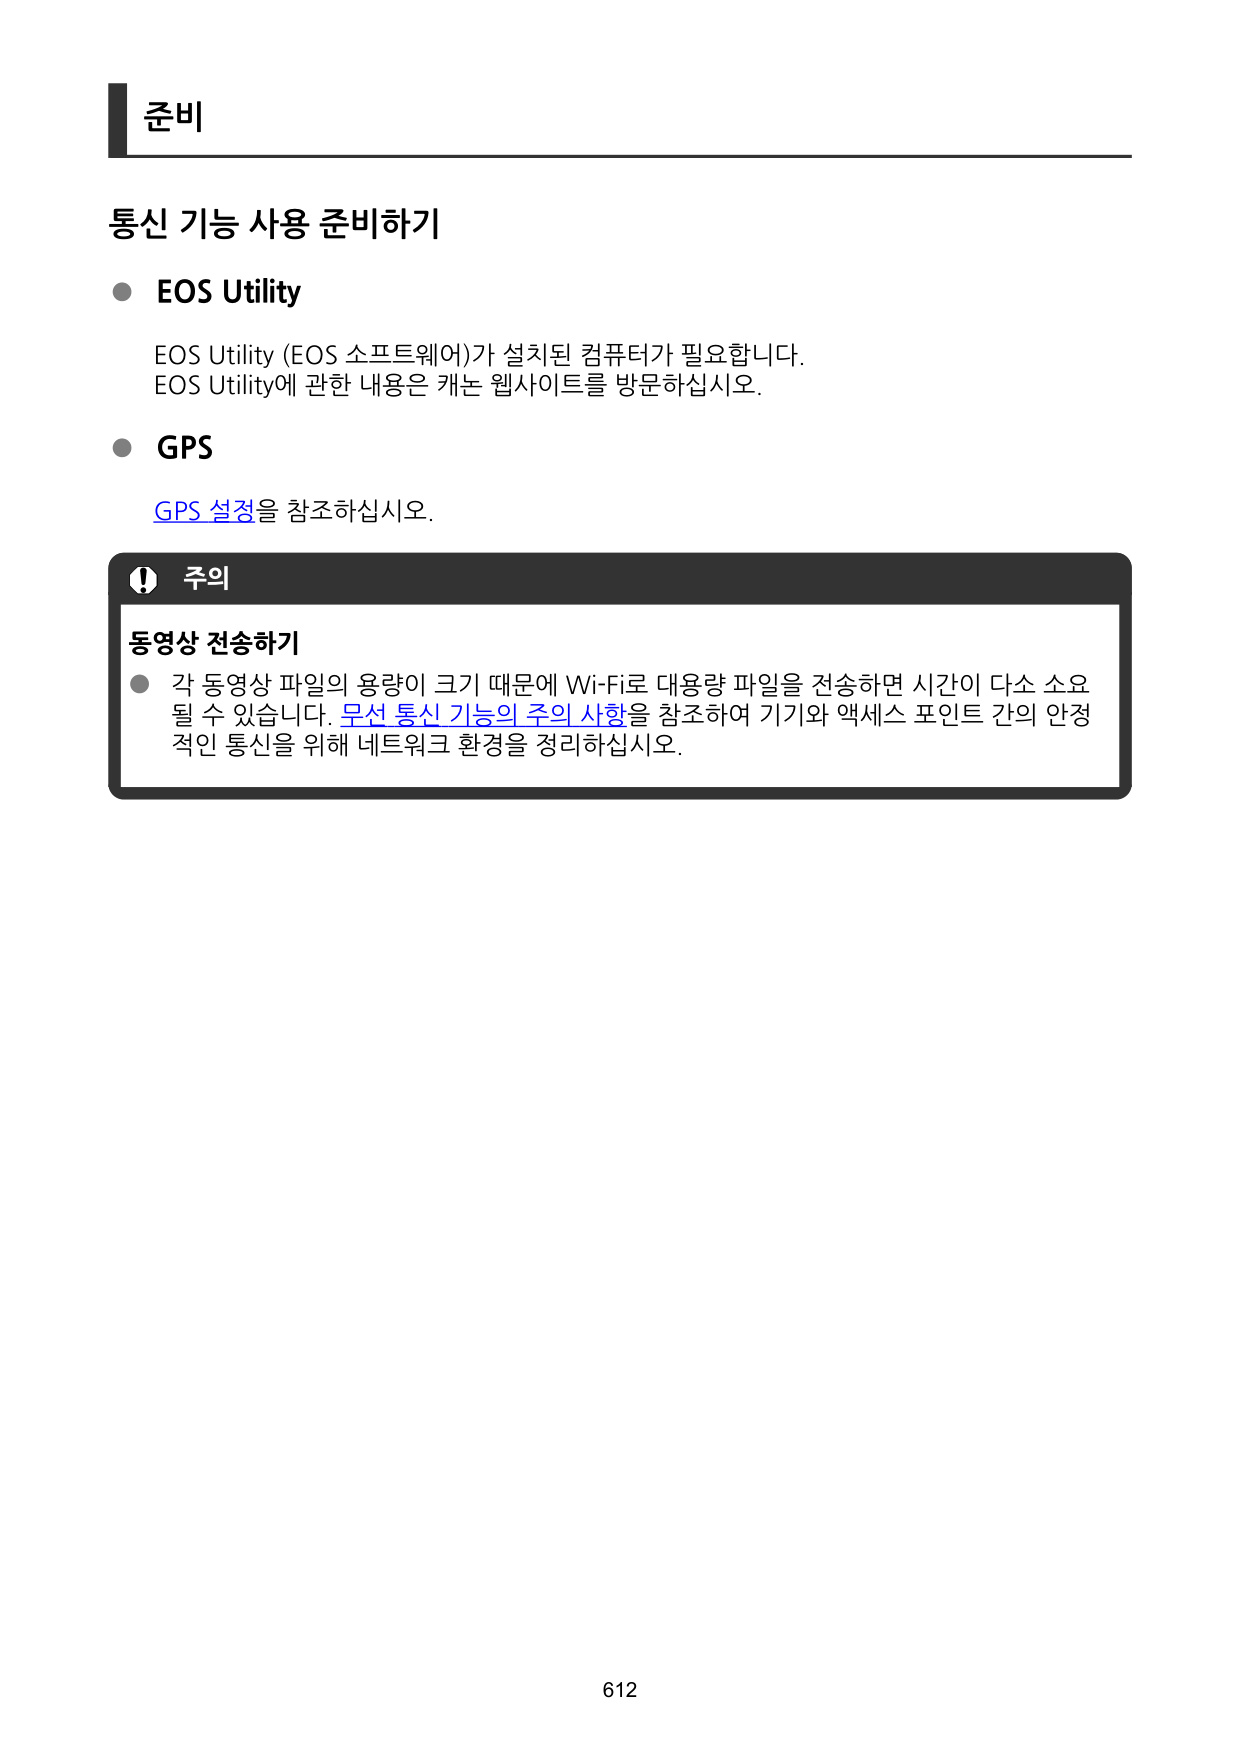 준비
통신 기능 사용 준비하기
● EOS Utility
EOS Utility (EOS 소프트웨어)가 설치된 컴퓨터가 필요합니다.
EOS Utility에 관한 내용은 캐논 웹사이트를 방문하십시오.
● GPS
GPS 설정을 참조하십시오.
주의
동영상 전송하기
● 각 동영상 파일의 용량이 크기 때문에 Wi-Fi로 대용량 파일을 전송하면 시간이 다소 소요
될 수 있습니다. 무선 통신 기능의 주의 사항을 참조하여 기기와 액세스 포인트 간의 안정
적인 통신을 위해 네트워크 환경을 정리하십시오.
612